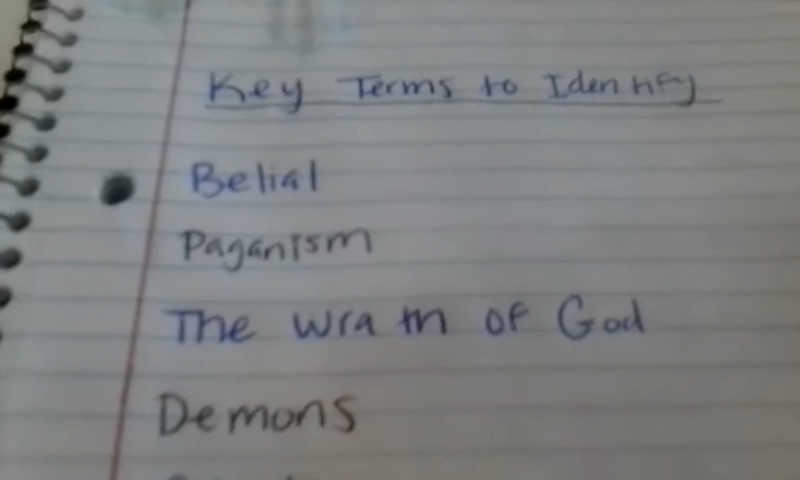 Key Terms to Identify
Belial
Paganism
The Wrath of God
Demons